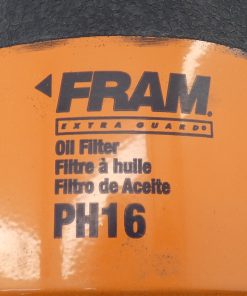 FRAM.
EXTRA GUARD®
Oil Filter
Filtre à huile
Filtro de Aceite
PH16